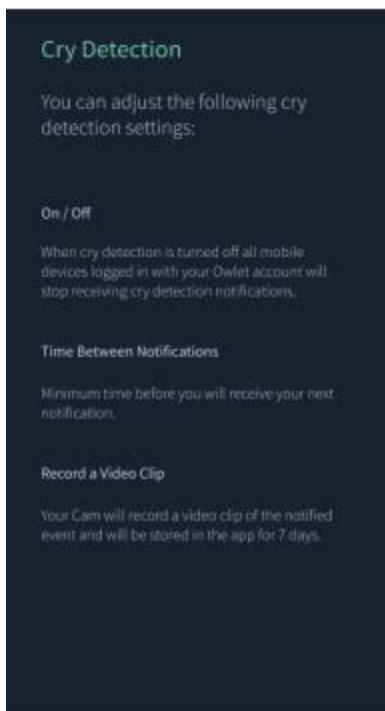 Cry Detection
You can adjust the following cry
detection settings:
On / Off
When cry detection is turned off all mobile
devices logged in with your Owlet account will
stop receiving cry detection notifications.
Time Between Notifications
Minimum time before you will receive your next
notification.
Record a Video Clip
Your Cam will record a video clip of the notified
event and will be stored in the app for 7 days.